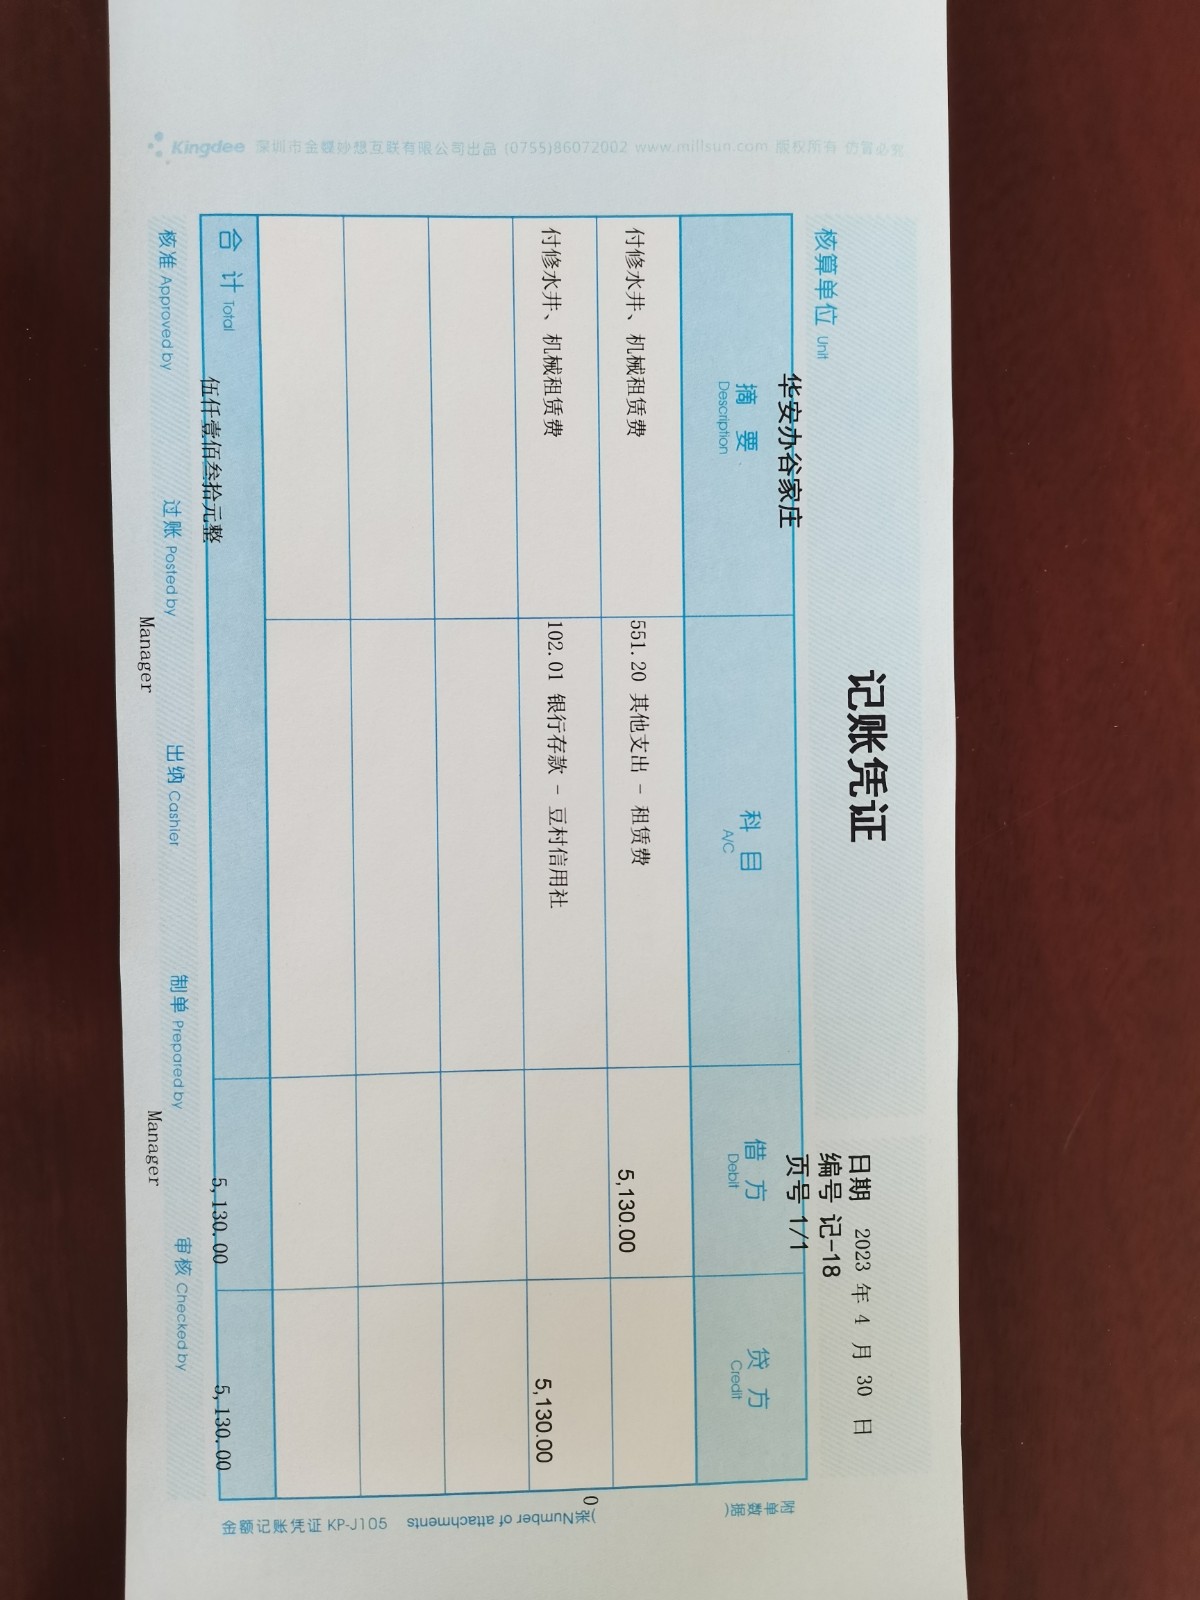 记账凭证
日期 2023 年 4 月 30 日
编号 记-18
页号 1/1
核算单位 Unit 华安办谷家庄
摘 要 Description 科 目 A/C 借 方 Debit 贷 方 Credit
付修水井、机械租赁费 551.20 其他支出 - 租赁费 5,130.00
付修水井、机械租赁费 102.01 银行存款 - 豆村信用社 5,130.00
合 计 Total 伍仟壹佰叁拾元整 5,130.00 5,130.00
核准 Approved by 过账 Posted by Manager 出纳 Cashier 制单 Prepared by Manager 审核 Checked by
附单数据( 0 )张 Number of attachments
金额记账凭证 KP-J105
Kingdee 深圳市金蝶妙想互联有限公司出品 (0755)86072002 www.millsun.com 版权所有 仿冒必究